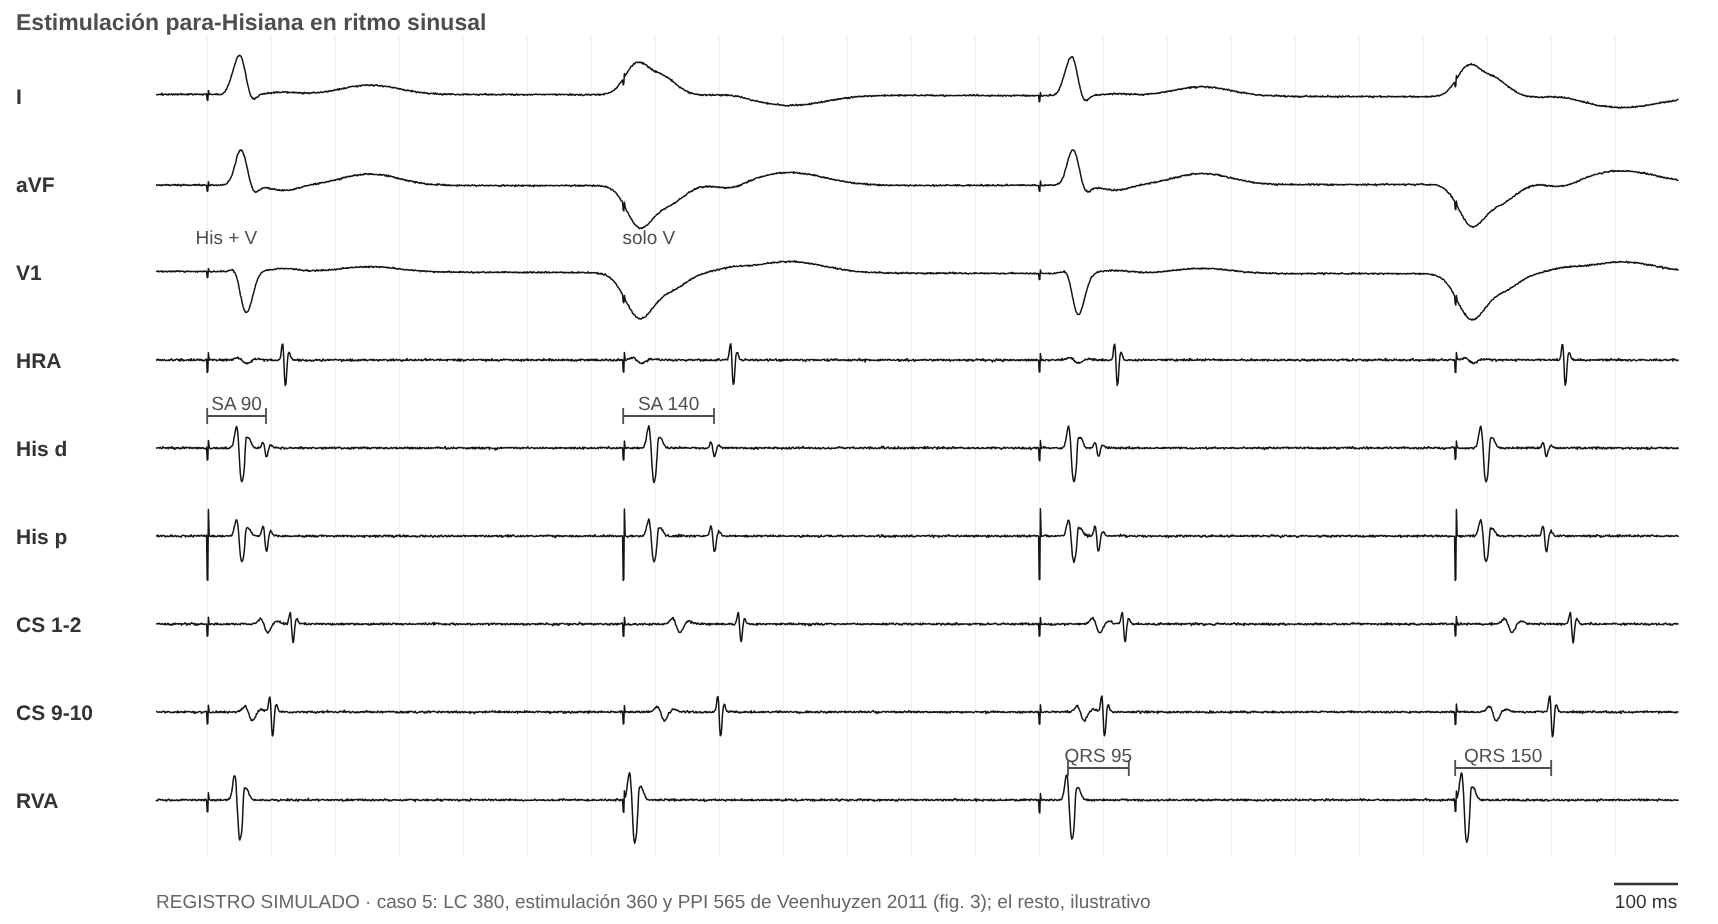 Estimulación para-Hisiana en ritmo sinusal
I
aVF
His + V
solo V
V1
HRA
SA 90
SA 140
His d
His p
CS 1-2
CS 9-10
QRS 95
QRS 150
RVA
REGISTRO SIMULADO · caso 5: LC 380, estimulación 360 y PPI 565 de Veenhuyzen 2011 (fig. 3); el resto, ilustrativo
100 ms